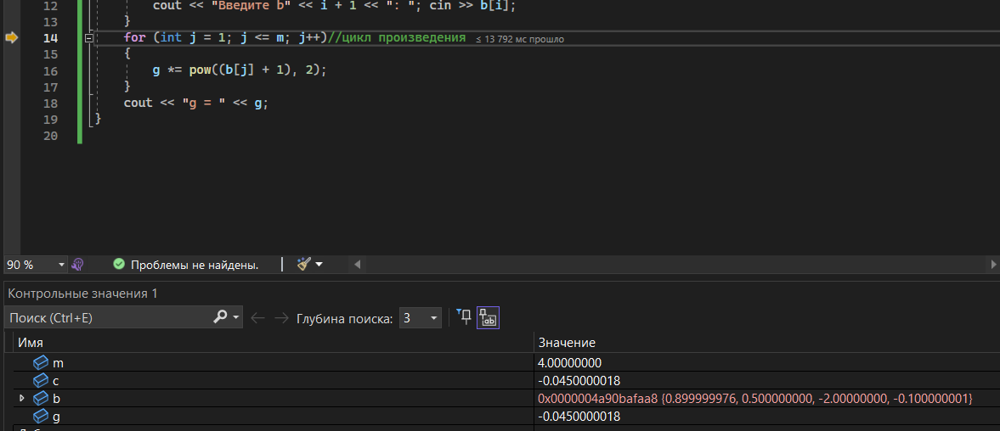 12 cout << "Введите b" << i + 1 << ": "; cin >> b[i];
13 }
14 for (int j = 1; j <= m; j++)//цикл произведения ≤ 13 792 мс прошло
15 {
16 g *= pow((b[j] + 1), 2);
17 }
18 cout << "g = " << g;
19 }
20
90 % Проблемы не найдены.
Контрольные значения 1
Поиск (Ctrl+E) Глубина поиска: 3
Имя Значение
m 4.00000000
c -0.0450000018
b 0x0000004a90bafaa8 {0.899999976, 0.500000000, -2.00000000, -0.100000001}
g -0.0450000018